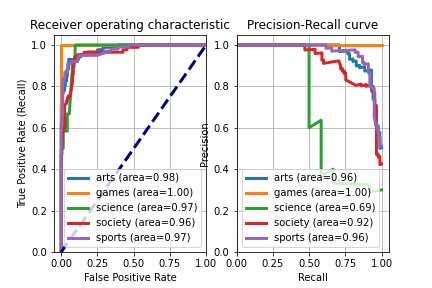 Receiver operating characteristic
1.0
0.8
0.6
0.4
0.2
0.0
True Positive Rate (Recall)
arts (area=0.98)
games (area=1.00)
science (area=0.97)
society (area=0.96)
sports (area=0.97)
0.00 0.25 0.50 0.75 1.00
False Positive Rate
Precision-Recall curve
1.0
0.8
0.6
0.4
0.2
0.0
Precision
arts (area=0.96)
games (area=1.00)
science (area=0.69)
society (area=0.92)
sports (area=0.96)
0.00 0.25 0.50 0.75 1.00
Recall